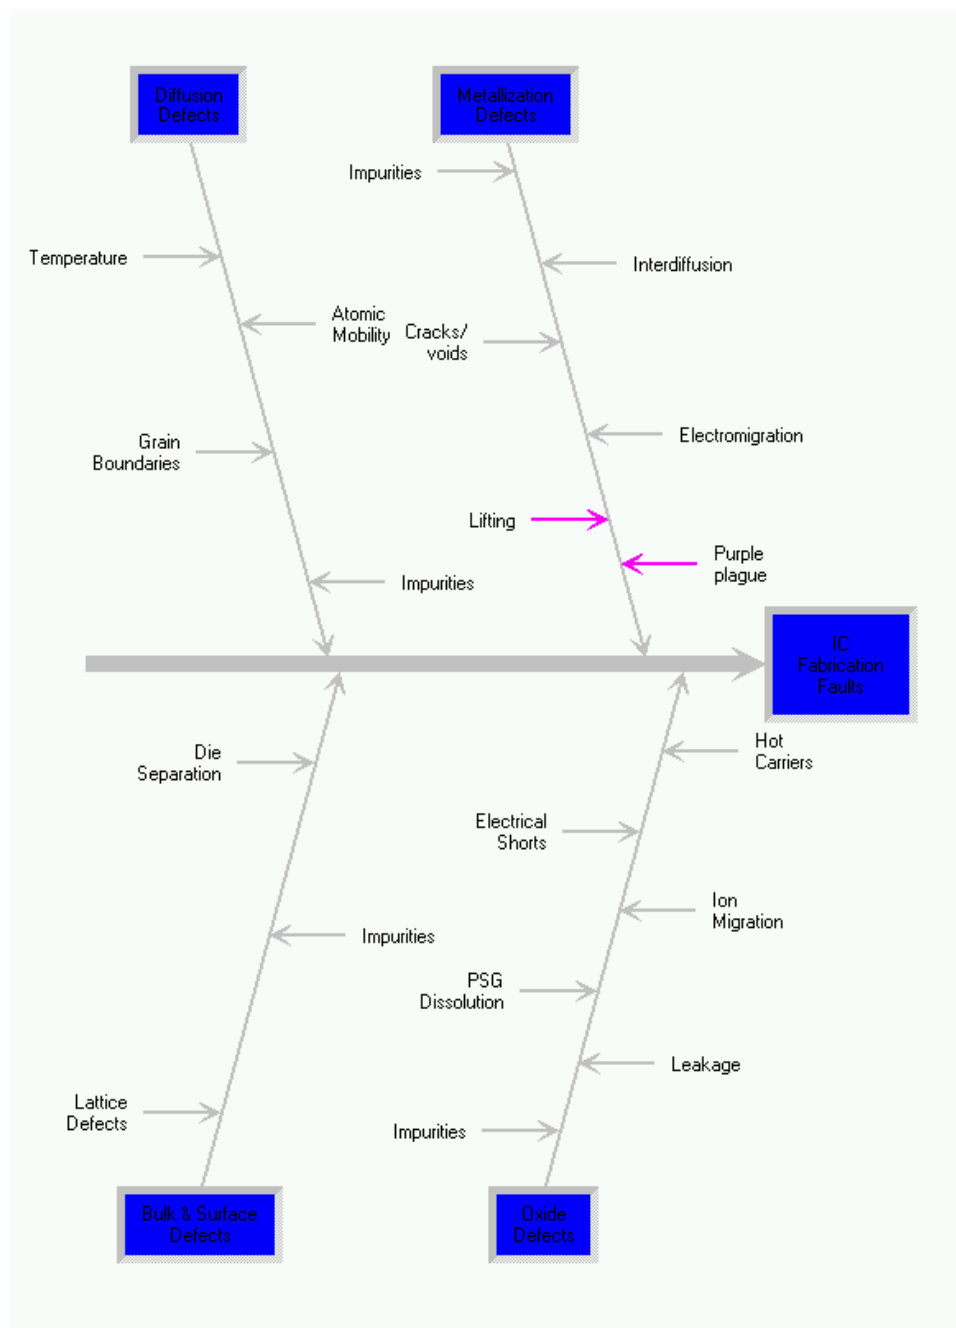 Diffusion
Defects
Metallization
Defects
Impurities
Temperature
Interdiffusion
Atomic
Mobility
Cracks/
voids
Grain
Boundaries
Electromigration
Lifting
Purple
plague
Impurities
IC
Fabrication
Faults
Die
Separation
Hot
Carriers
Electrical
Shorts
Ion
Migration
Impurities
PSG
Dissolution
Leakage
Lattice
Defects
Impurities
Bulk & Surface
Defects
Oxide
Defects